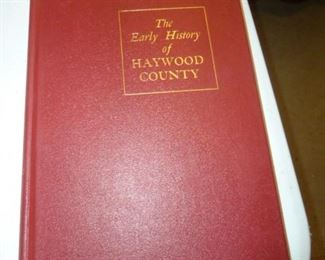 The
Early History
of
HAYWOOD
COUNTY